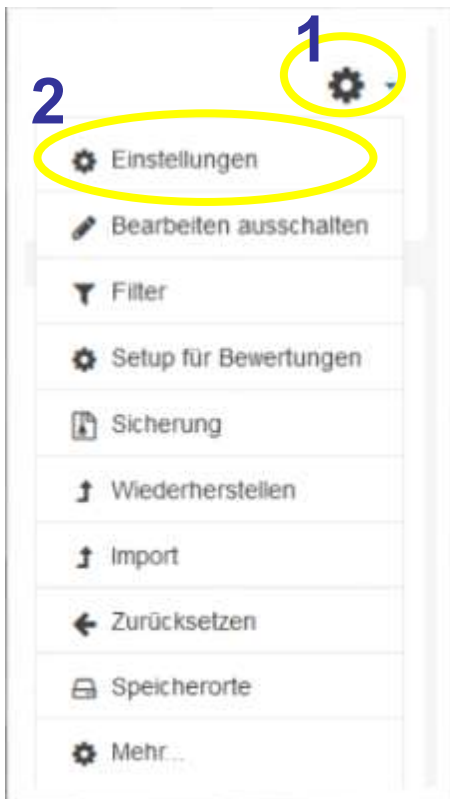 1
2
Einstellungen
Bearbeiten ausschalten
Filter
Setup für Bewertungen
Sicherung
Wiederherstellen
Import
Zurücksetzen
Speicherorte
Mehr...